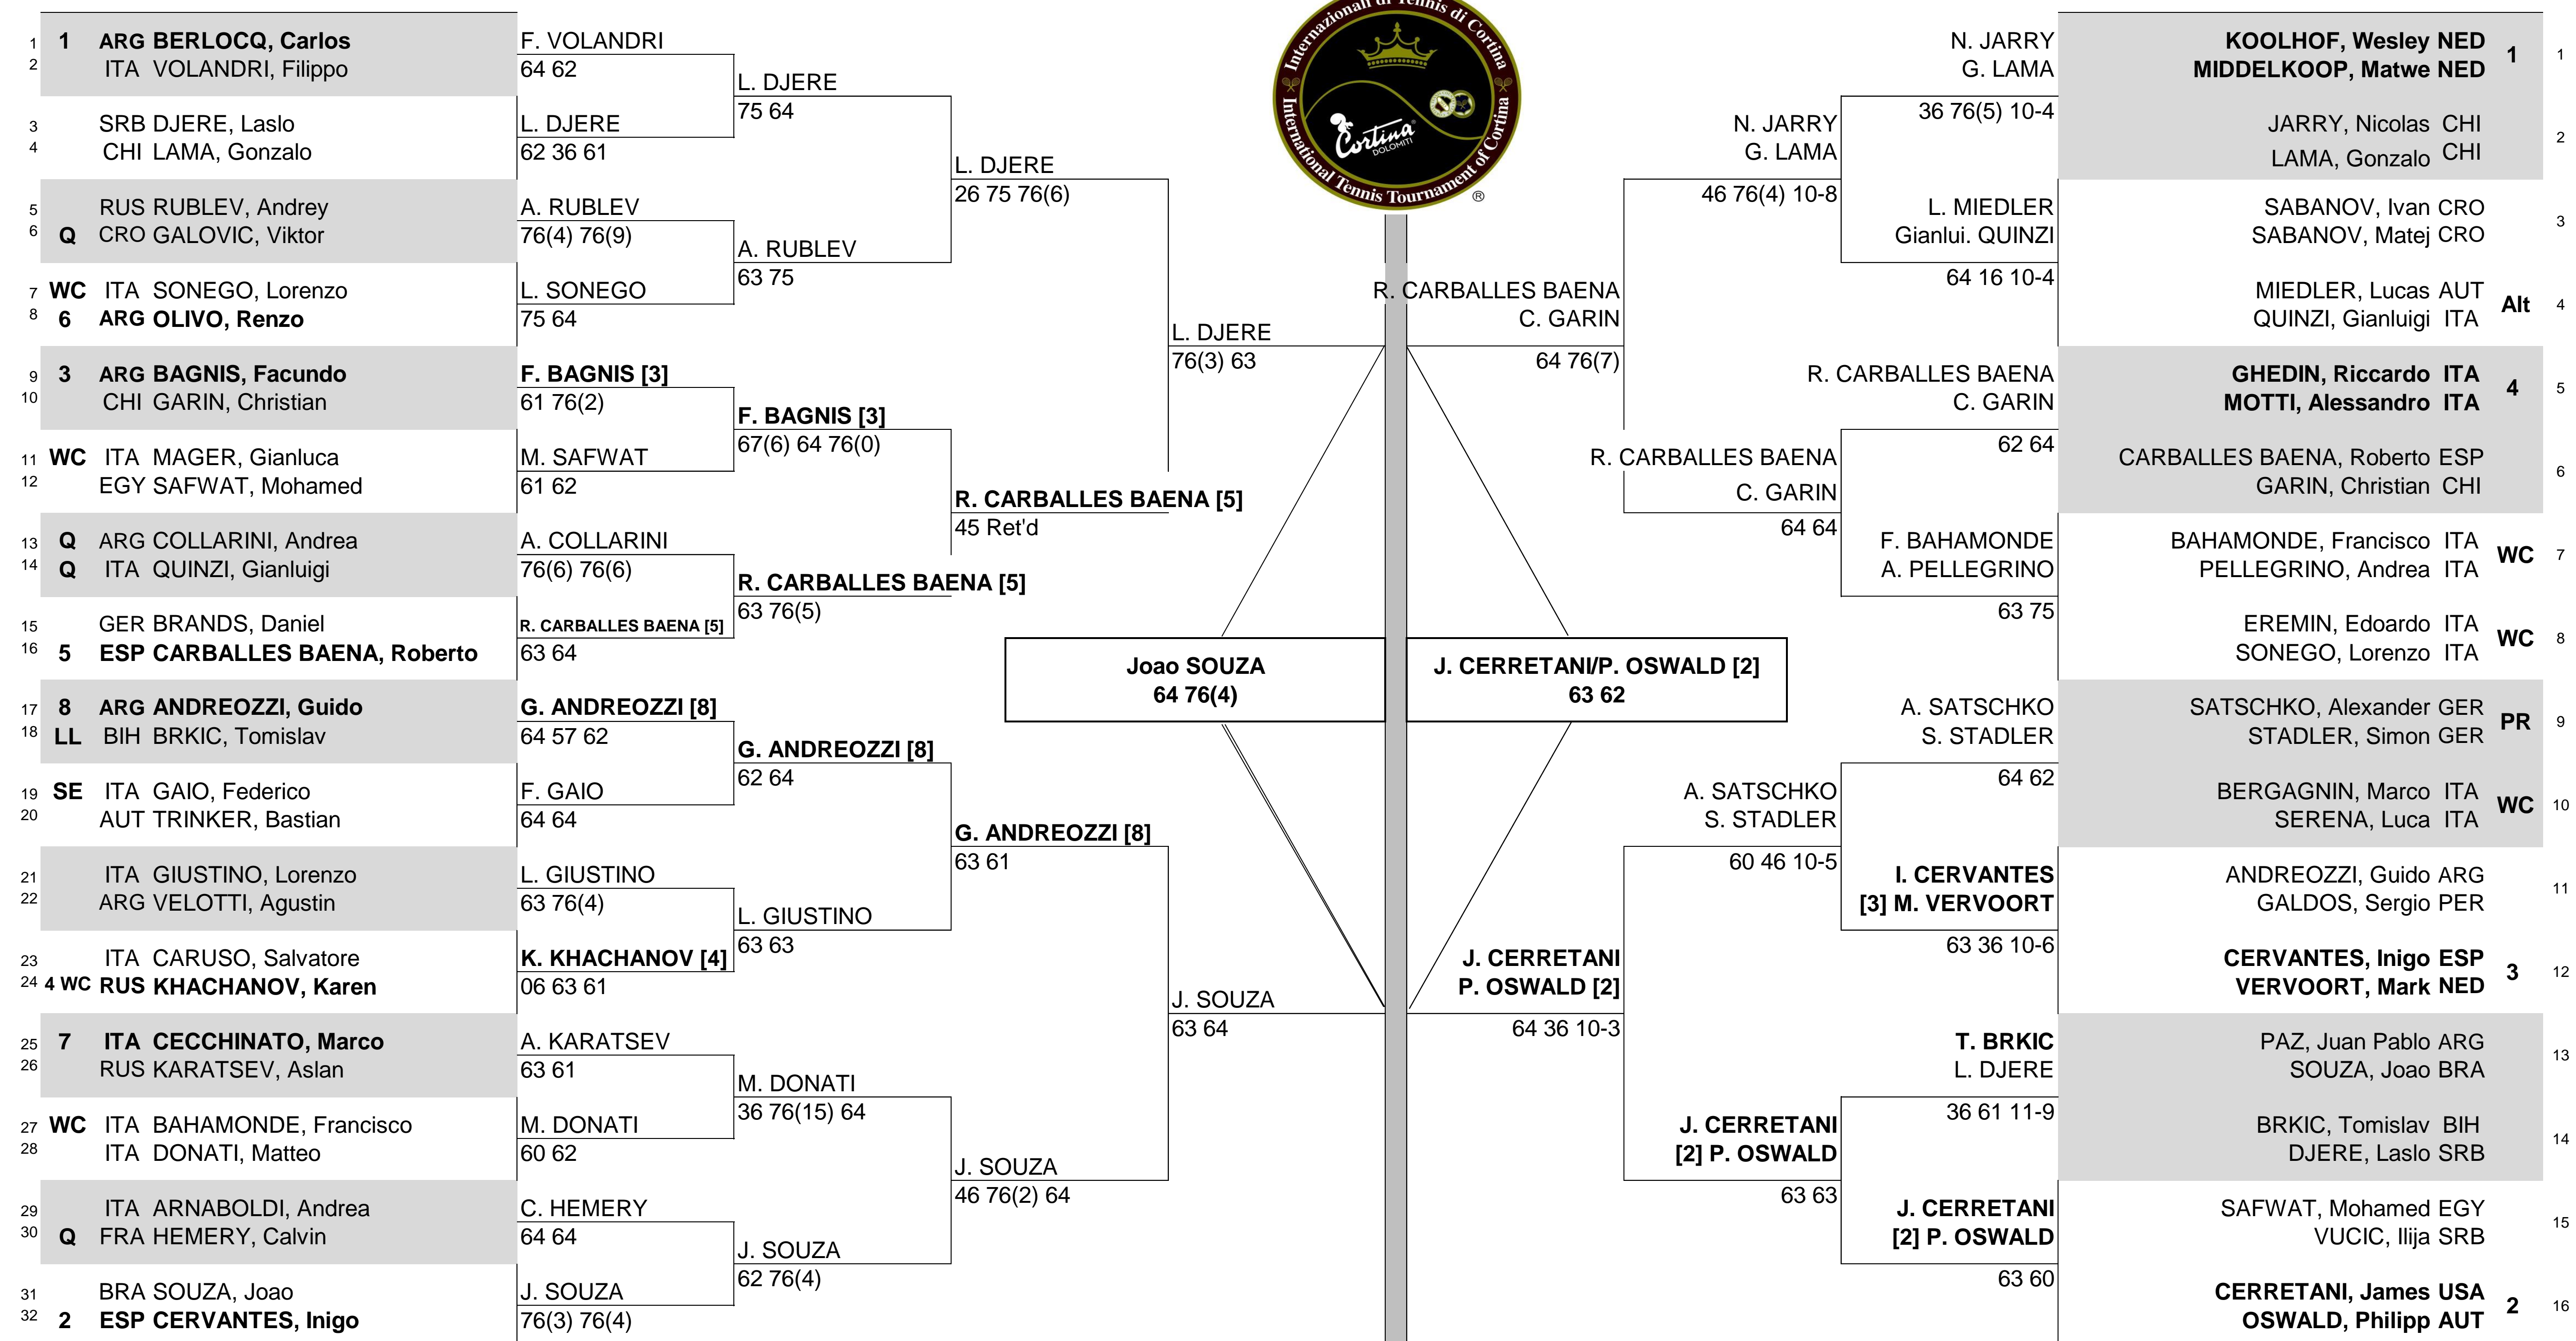 Internazionali di Tennis di Cortina
Cortina
DOLOMITI
International Tennis Tournament of Cortina
®
1 1 ARG BERLOCQ, Carlos
2 ITA VOLANDRI, Filippo
3 SRB DJERE, Laslo
4 CHI LAMA, Gonzalo
5 RUS RUBLEV, Andrey
6 Q CRO GALOVIC, Viktor
7 WC ITA SONEGO, Lorenzo
8 6 ARG OLIVO, Renzo
9 3 ARG BAGNIS, Facundo
10 CHI GARIN, Christian
11 WC ITA MAGER, Gianluca
12 EGY SAFWAT, Mohamed
13 Q ARG COLLARINI, Andrea
14 Q ITA QUINZI, Gianluigi
15 GER BRANDS, Daniel
16 5 ESP CARBALLES BAENA, Roberto
17 8 ARG ANDREOZZI, Guido
18 LL BIH BRKIC, Tomislav
19 SE ITA GAIO, Federico
20 AUT TRINKER, Bastian
21 ITA GIUSTINO, Lorenzo
22 ARG VELOTTI, Agustin
23 ITA CARUSO, Salvatore
24 4 WC RUS KHACHANOV, Karen
25 7 ITA CECCHINATO, Marco
26 RUS KARATSEV, Aslan
27 WC ITA BAHAMONDE, Francisco
28 ITA DONATI, Matteo
29 ITA ARNABOLDI, Andrea
30 Q FRA HEMERY, Calvin
31 BRA SOUZA, Joao
32 2 ESP CERVANTES, Inigo
F. VOLANDRI
64 62
L. DJERE
62 36 61
A. RUBLEV
76(4) 76(9)
L. SONEGO
75 64
F. BAGNIS [3]
61 76(2)
M. SAFWAT
61 62
A. COLLARINI
76(6) 76(6)
R. CARBALLES BAENA [5]
63 64
G. ANDREOZZI [8]
64 57 62
F. GAIO
64 64
L. GIUSTINO
63 76(4)
K. KHACHANOV [4]
06 63 61
A. KARATSEV
63 61
M. DONATI
60 62
C. HEMERY
64 64
J. SOUZA
76(3) 76(4)
L. DJERE
75 64
A. RUBLEV
63 75
F. BAGNIS [3]
67(6) 64 76(0)
R. CARBALLES BAENA [5]
63 76(5)
G. ANDREOZZI [8]
62 64
L. GIUSTINO
63 63
M. DONATI
36 76(15) 64
J. SOUZA
62 76(4)
L. DJERE
26 75 76(6)
R. CARBALLES BAENA [5]
45 Ret'd
G. ANDREOZZI [8]
63 61
J. SOUZA
46 76(2) 64
L. DJERE
76(3) 63
J. SOUZA
63 64
Joao SOUZA
64 76(4)
J. CERRETANI/P. OSWALD [2]
63 62
R. CARBALLES BAENA
C. GARIN
64 76(7)
J. CERRETANI
P. OSWALD [2]
64 36 10-3
N. JARRY
G. LAMA
46 76(4) 10-8
R. CARBALLES BAENA
C. GARIN
64 64
A. SATSCHKO
S. STADLER
60 46 10-5
J. CERRETANI
[2] P. OSWALD
63 63
N. JARRY
G. LAMA
36 76(5) 10-4
L. MIEDLER
Gianlui. QUINZI
64 16 10-4
R. CARBALLES BAENA
C. GARIN
62 64
F. BAHAMONDE
A. PELLEGRINO
63 75
A. SATSCHKO
S. STADLER
64 62
I. CERVANTES
[3] M. VERVOORT
63 36 10-6
T. BRKIC
L. DJERE
36 61 11-9
J. CERRETANI
[2] P. OSWALD
63 60
KOOLHOF, Wesley NED
MIDDELKOOP, Matwe NED
1 1
JARRY, Nicolas CHI
LAMA, Gonzalo CHI
2
SABANOV, Ivan CRO
SABANOV, Matej CRO
3
MIEDLER, Lucas AUT
QUINZI, Gianluigi ITA
Alt 4
GHEDIN, Riccardo ITA
MOTTI, Alessandro ITA
4 5
CARBALLES BAENA, Roberto ESP
GARIN, Christian CHI
6
BAHAMONDE, Francisco ITA
PELLEGRINO, Andrea ITA
WC 7
EREMIN, Edoardo ITA
SONEGO, Lorenzo ITA
WC 8
SATSCHKO, Alexander GER
STADLER, Simon GER
PR 9
BERGAGNIN, Marco ITA
SERENA, Luca ITA
WC 10
ANDREOZZI, Guido ARG
GALDOS, Sergio PER
11
CERVANTES, Inigo ESP
VERVOORT, Mark NED
3 12
PAZ, Juan Pablo ARG
SOUZA, Joao BRA
13
BRKIC, Tomislav BIH
DJERE, Laslo SRB
14
SAFWAT, Mohamed EGY
VUCIC, Ilija SRB
15
CERRETANI, James USA
OSWALD, Philipp AUT
2 16